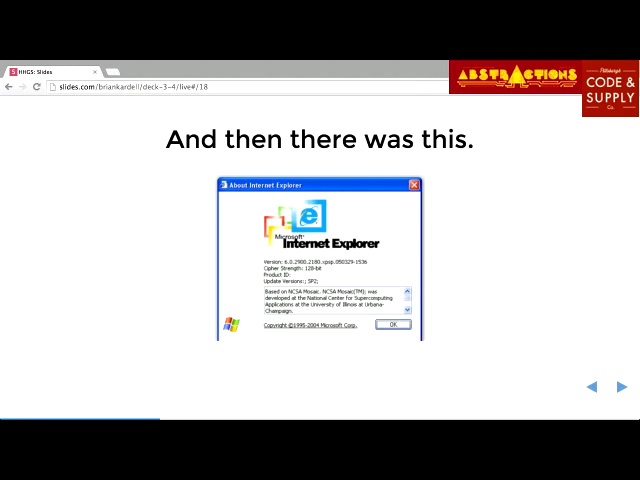 HHGS: Slides
slides.com/briankardell/deck-3-4/live#/18
ABSTRACTIONS
Pittsburgh
CODE &
SUPPLY
Co.
And then there was this.
About Internet Explorer
Microsoft
Internet Explorer
Version: 6.0.2900.2180.xpsp.050329-1536
Cipher Strength: 128-bit
Product ID:
Update Versions:; SP2;
Based on NCSA Mosaic. NCSA Mosaic(TM); was
developed at the National Center for Supercomputing
Applications at the University of Illinois at Urbana-
Champaign.
Copyright ©1995-2004 Microsoft Corp.
OK